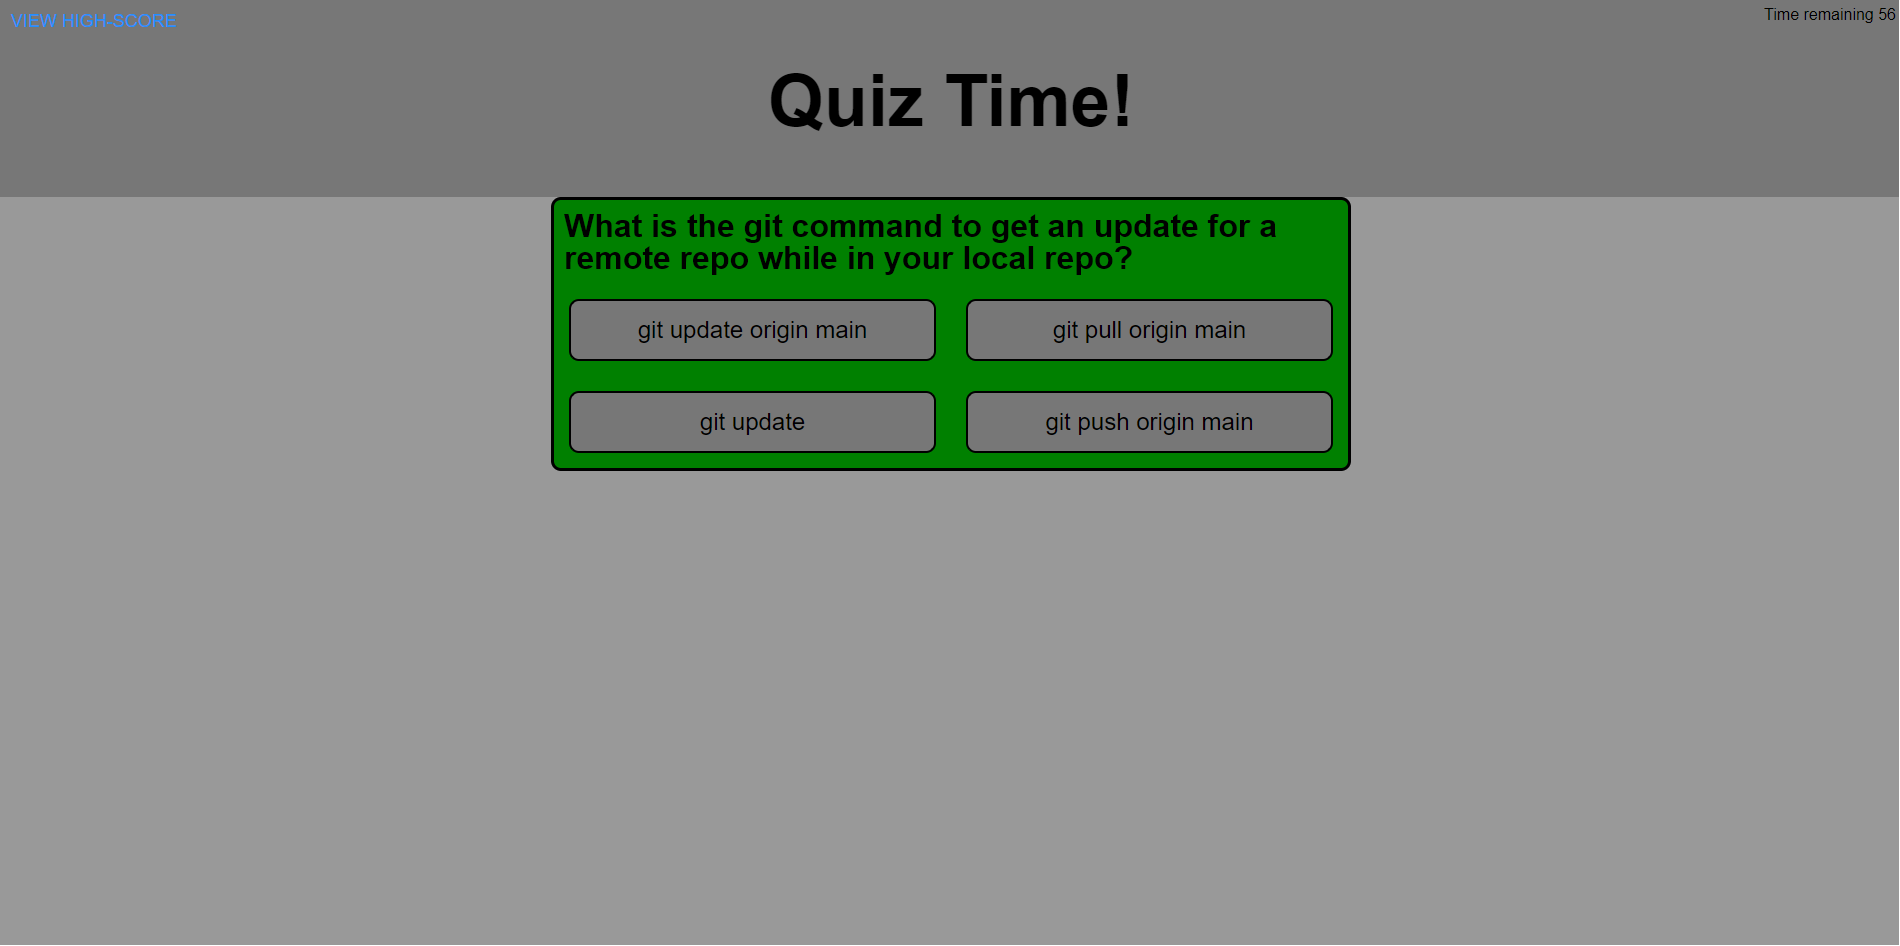 VIEW HIGH-SCORE
Time remaining 56
Quiz Time!
What is the git command to get an update for a
remote repo while in your local repo?
git update origin main
git pull origin main
git update
git push origin main